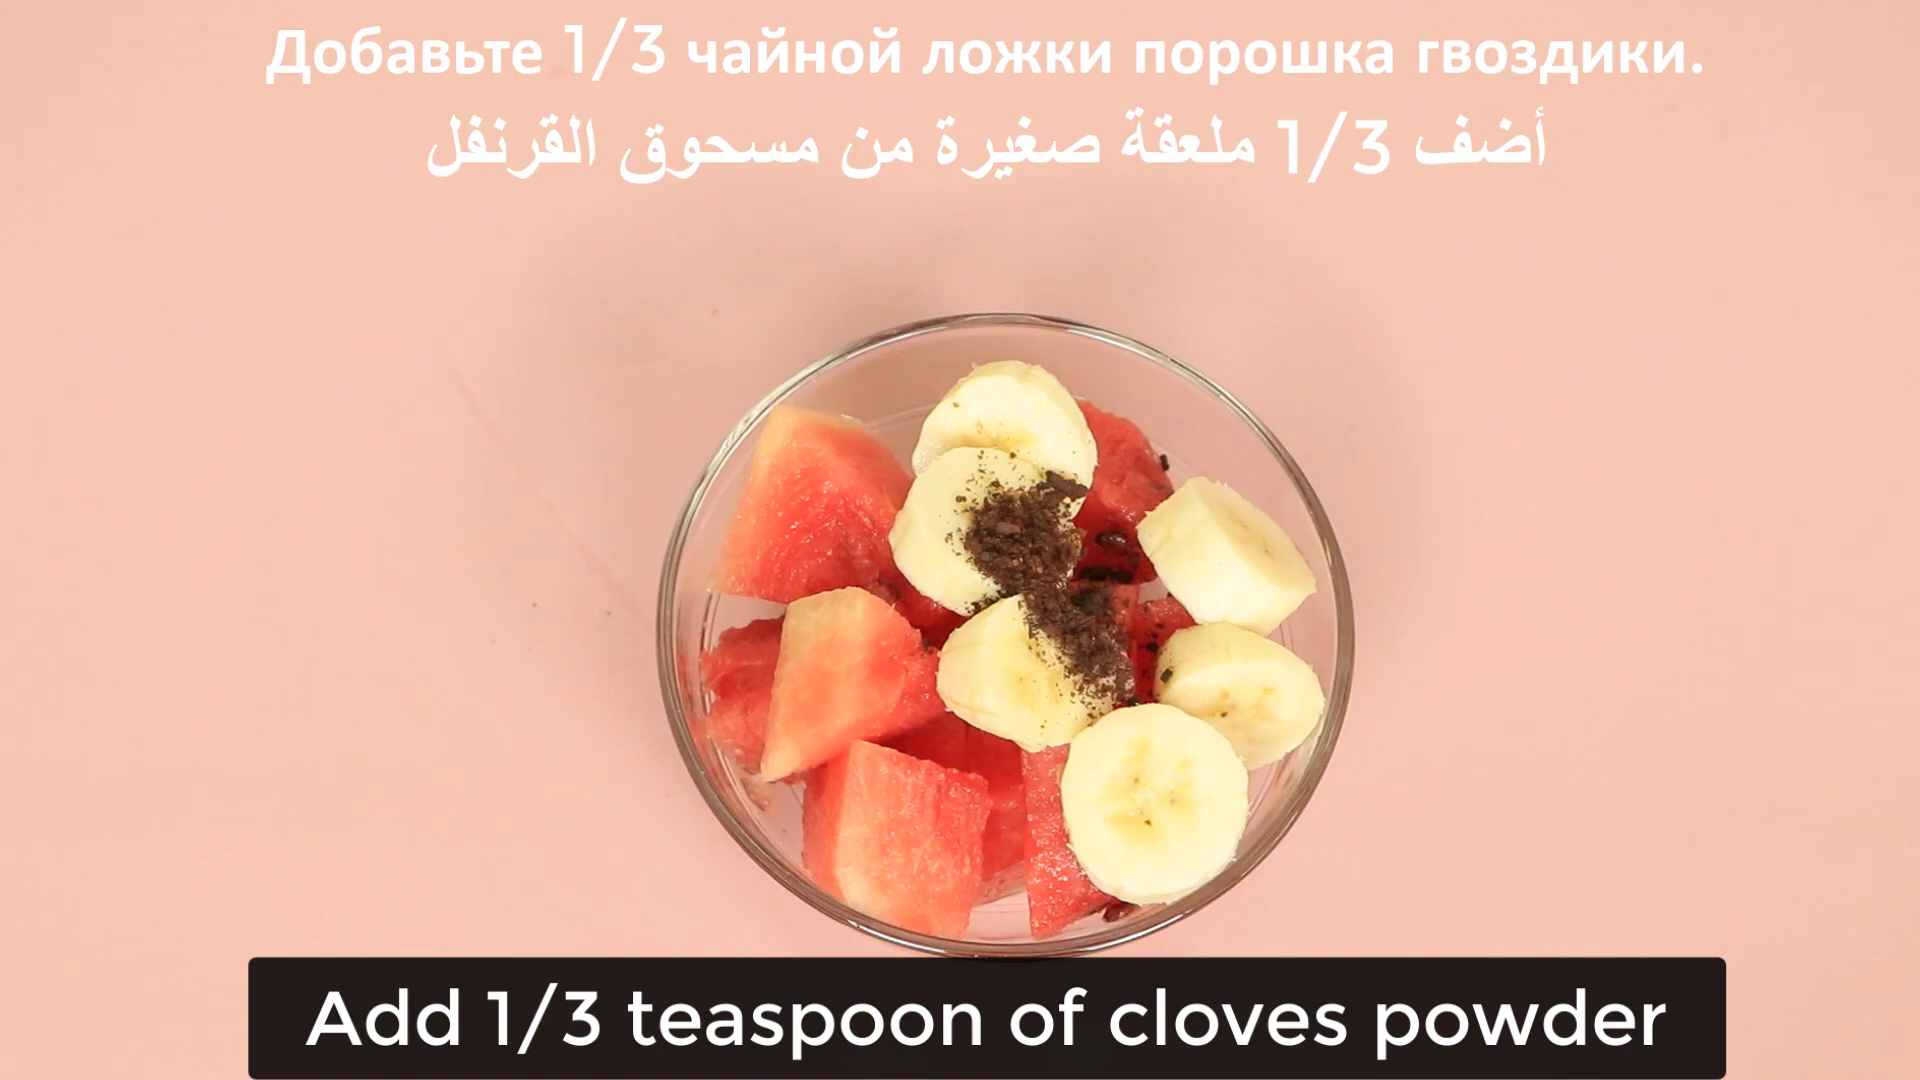 Добавьте 1/3 чайной ложки порошка гвоздики.
أضف 1/3 ملعقة صغيرة من مسحوق القرنفل
Add 1/3 teaspoon of cloves powder